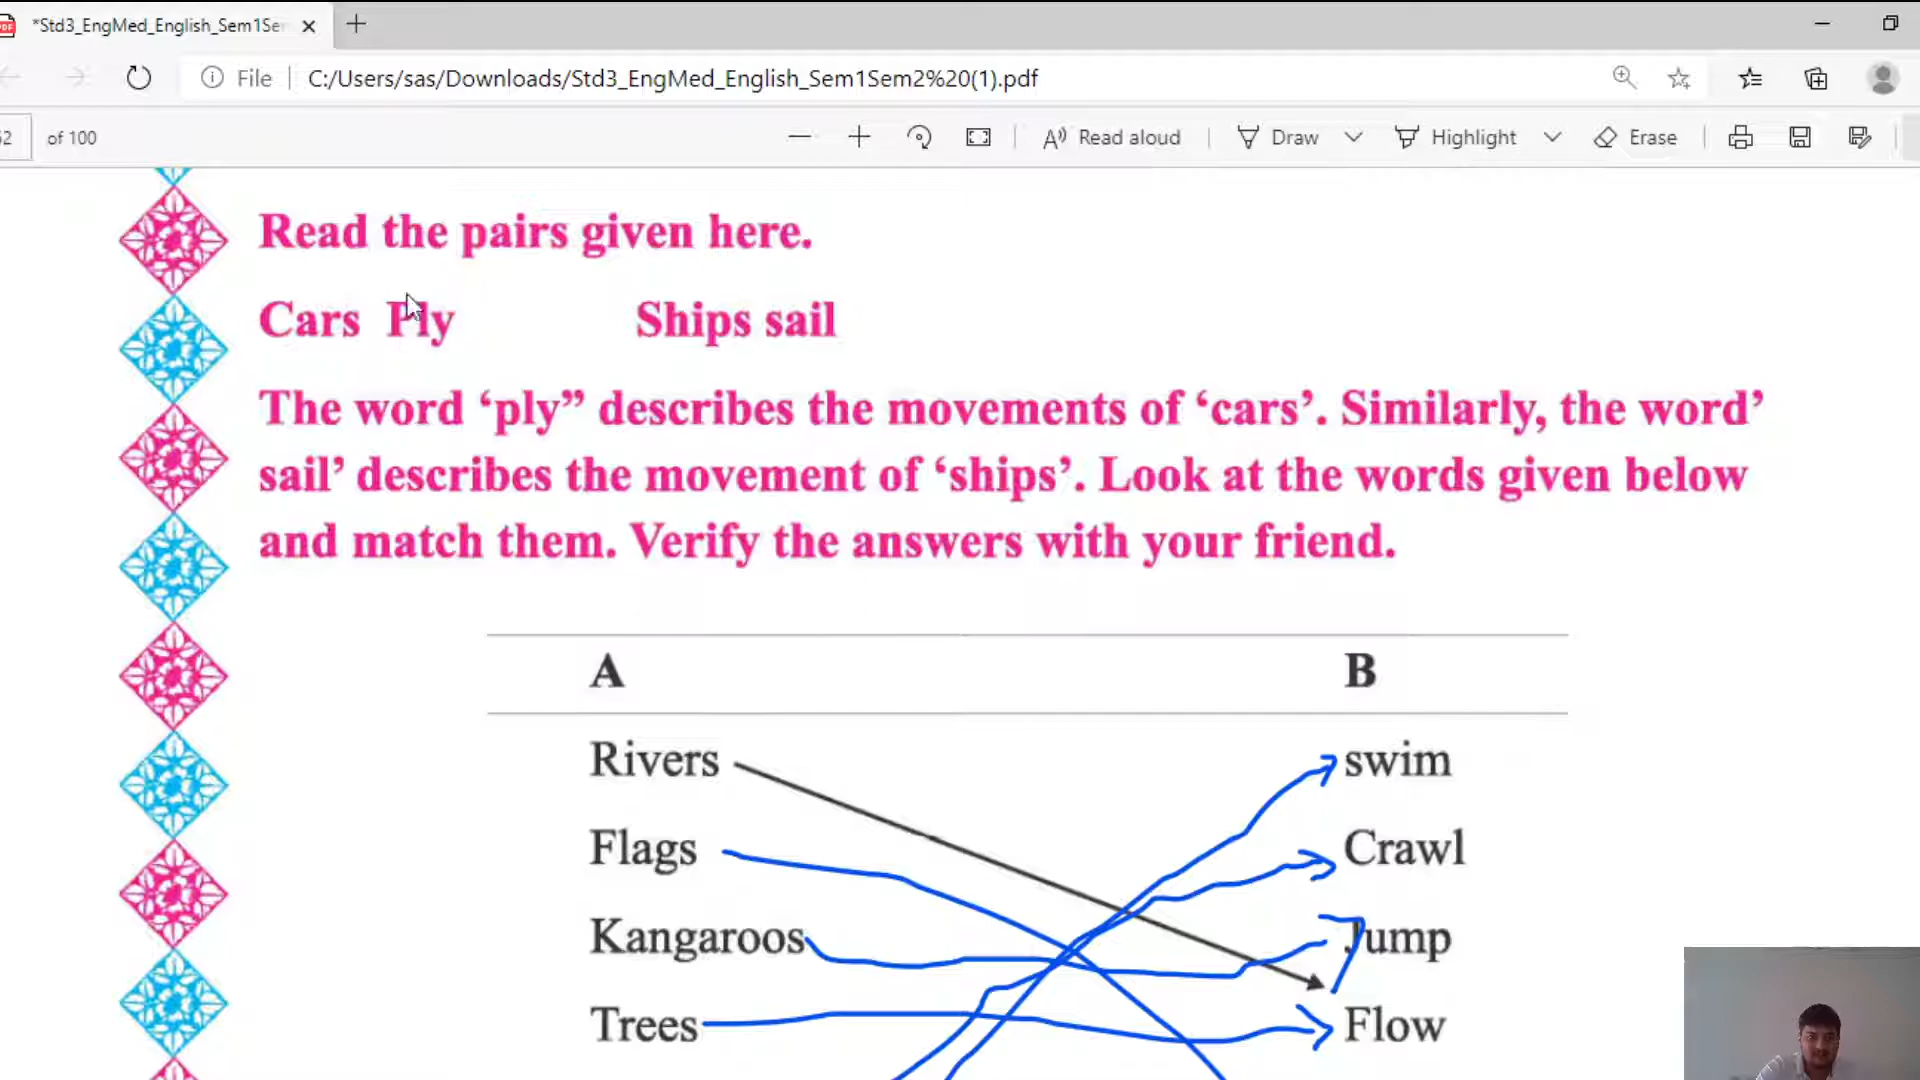 *Std3_EngMed_English_Sem1Se
File
C:/Users/sas/Downloads/Std3_EngMed_English_Sem1Sem2%20(1).pdf
of 100
Read aloud
Draw
Highlight
Erase
Read the pairs given here.
Cars Ply Ships sail
The word ‘ply” describes the movements of ‘cars’. Similarly, the word’
sail’ describes the movement of ‘ships’. Look at the words given below
and match them. Verify the answers with your friend.
A B
Rivers swim
Flags Crawl
Kangaroos Jump
Trees Flow